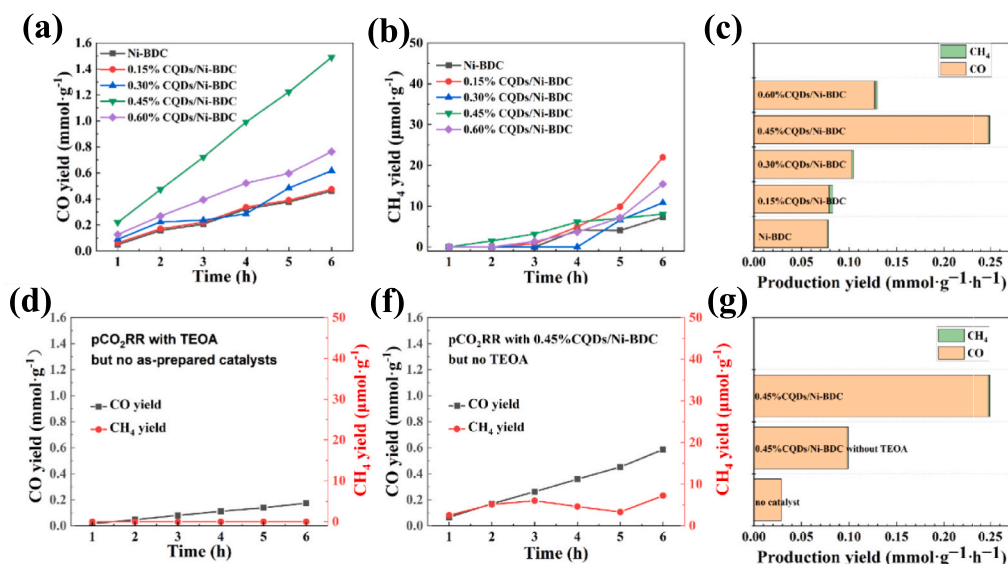 (a)
CO yield (mmol·g⁻¹)
1.6
1.4
1.2
1.0
0.8
0.6
0.4
0.2
0.0
Ni-BDC
0.15% CQDs/Ni-BDC
0.30% CQDs/Ni-BDC
0.45% CQDs/Ni-BDC
0.60% CQDs/Ni-BDC
1 2 3 4 5 6
Time (h)
(b)
CH₄ yield (μmol·g⁻¹)
50
40
30
20
10
0
Ni-BDC
0.15% CQDs/Ni-BDC
0.30% CQDs/Ni-BDC
0.45% CQDs/Ni-BDC
0.60% CQDs/Ni-BDC
1 2 3 4 5 6
Time (h)
(c)
CH₄
CO
0.60%CQDs/Ni-BDC
0.45%CQDs/Ni-BDC
0.30%CQDs/Ni-BDC
0.15%CQDs/Ni-BDC
Ni-BDC
0.00 0.05 0.10 0.15 0.20 0.25
Production yield (mmol·g⁻¹·h⁻¹)
(d)
CO yield (mmol·g⁻¹)
1.6
1.4
1.2
1.0
0.8
0.6
0.4
0.2
0.0
pCO₂RR with TEOA
but no as-prepared catalysts
CO yield
CH₄ yield
50
40
30
20
10
0
CH₄ yield (μmol·g⁻¹)
1 2 3 4 5 6
Time (h)
(f)
CO yield (mmol·g⁻¹)
1.6
1.4
1.2
1.0
0.8
0.6
0.4
0.2
0.0
pCO₂RR with 0.45%CQDs/Ni-BDC
but no TEOA
CO yield
CH₄ yield
50
40
30
20
10
0
CH₄ yield (μmol·g⁻¹)
1 2 3 4 5 6
Time (h)
(g)
CH₄
CO
0.45%CQDs/Ni-BDC
0.45%CQDs/Ni-BDC without TEOA
no catalyst
0.00 0.05 0.10 0.15 0.20 0.25
Production yield (mmol·g⁻¹·h⁻¹)